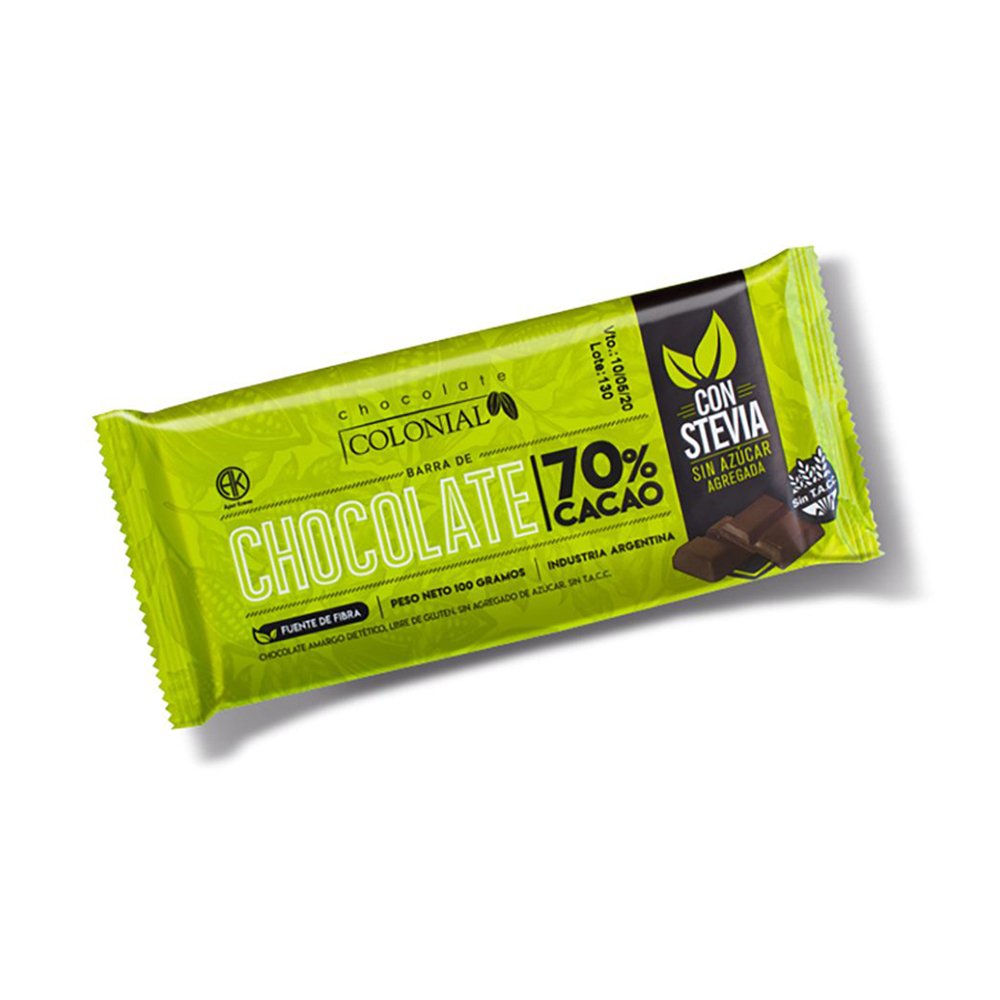 chocolate
COLONIAL
BARRA DE
CHOCOLATE
70%
CACAO
Vto.: 10/05/20
Lote: 130
CON
STEVIA
SIN AZÚCAR
AGREGADA
Sin T.A.C.C.
AK
FUENTE DE FIBRA
PESO NETO 100 GRAMOS
INDUSTRIA ARGENTINA
CHOCOLATE AMARGO DIETÉTICO, LIBRE DE GLUTEN, SIN AGREGADO DE AZÚCAR, SIN T.A.C.C.